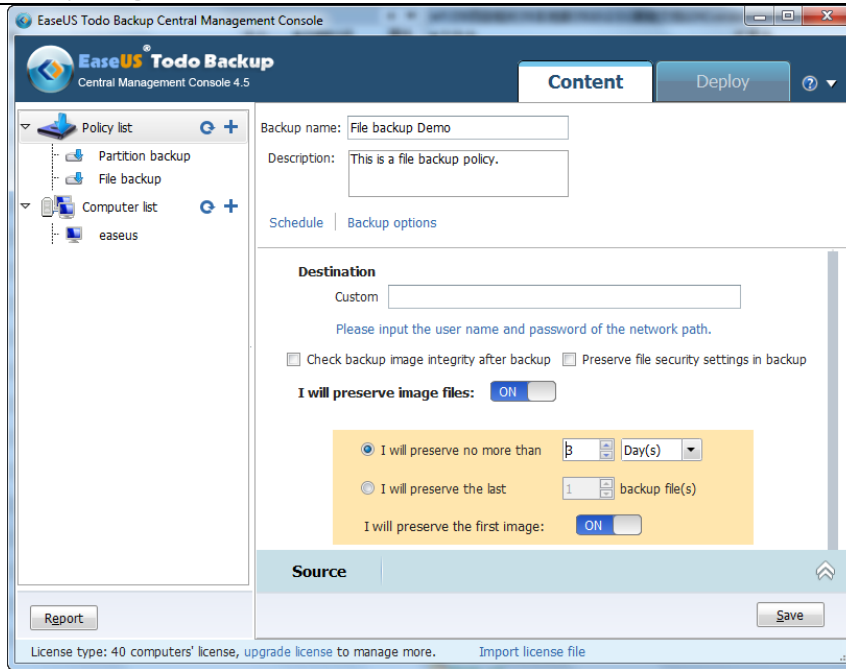 EaseUS Todo Backup Central Management Console
EaseUS® Todo Backup
Central Management Console 4.5
Content
Deploy
Policy list
Partition backup
File backup
Computer list
easeus
Backup name: File backup Demo
Description: This is a file backup policy.
Schedule | Backup options
Destination
Custom
Please input the user name and password of the network path.
Check backup image integrity after backup
Preserve file security settings in backup
I will preserve image files: ON
I will preserve no more than 3 Day(s)
I will preserve the last 1 backup file(s)
I will preserve the first image: ON
Source
Report
Save
License type: 40 computers' license, upgrade license to manage more. Import license file